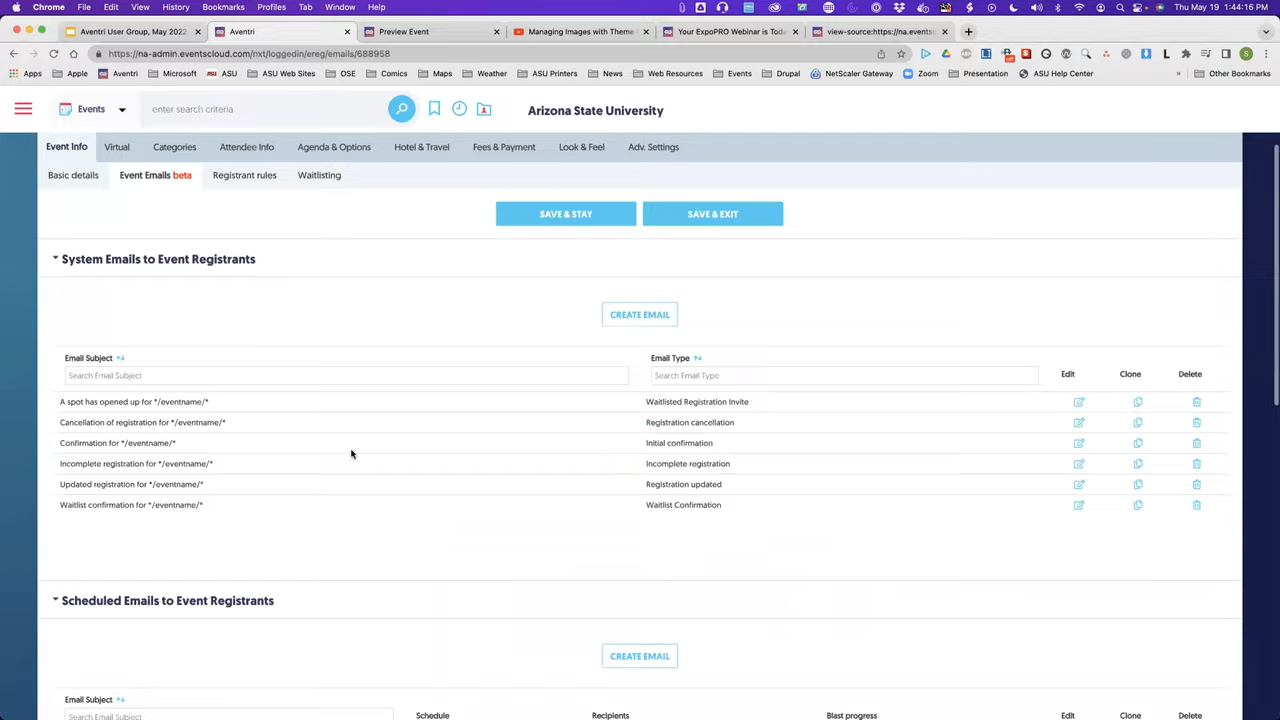 Chrome File Edit View History Bookmarks Profiles Tab Window Help Thu May 19 1:44:16 PM
Aventri User Group, May 2022 Aventri Preview Event Managing Images with Theme Your ExpoPRO Webinar is Toda view-source:https://na.events
https://na-admin.eventscloud.com/nxt/loggedin/ereg/emails/688958
Apps Apple Aventri Microsoft ASU ASU Web Sites OSE Comics Maps Weather ASU Printers News Web Resources Events Drupal NetScaler Gateway Zoom Presentation ASU Help Center » Other Bookmarks
Events enter search criteria Arizona State University
Event Info Virtual Categories Attendee Info Agenda & Options Hotel & Travel Fees & Payment Look & Feel Adv. Settings
Basic details Event Emails beta Registrant rules Waitlisting
SAVE & STAY SAVE & EXIT
System Emails to Event Registrants
CREATE EMAIL
Email Subject Email Type
Search Email Subject Search Email Type Edit Clone Delete
A spot has opened up for */eventname/* Waitlisted Registration Invite
Cancellation of registration for */eventname/* Registration cancellation
Confirmation for */eventname/* Initial confirmation
Incomplete registration for */eventname/* Incomplete registration
Updated registration for */eventname/* Registration updated
Waitlist confirmation for */eventname/* Waitlist Confirmation
Scheduled Emails to Event Registrants
CREATE EMAIL
Email Subject
Search Email Subject Schedule Recipients Blast progress Edit Clone Delete